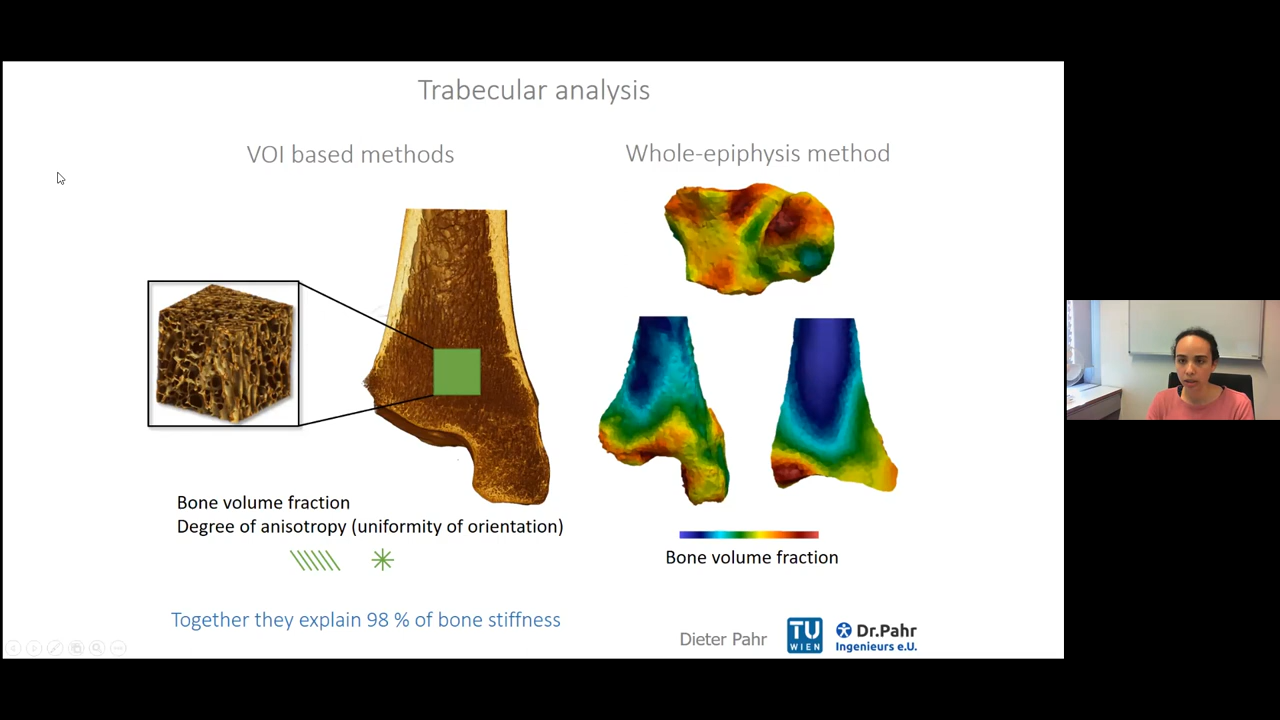 Trabecular analysis
VOI based methods
Whole-epiphysis method
Bone volume fraction
Degree of anisotropy (uniformity of orientation)
Together they explain 98 % of bone stiffness
Bone volume fraction
Dieter Pahr
TU
WIEN
Dr.Pahr
Ingenieurs e.U.